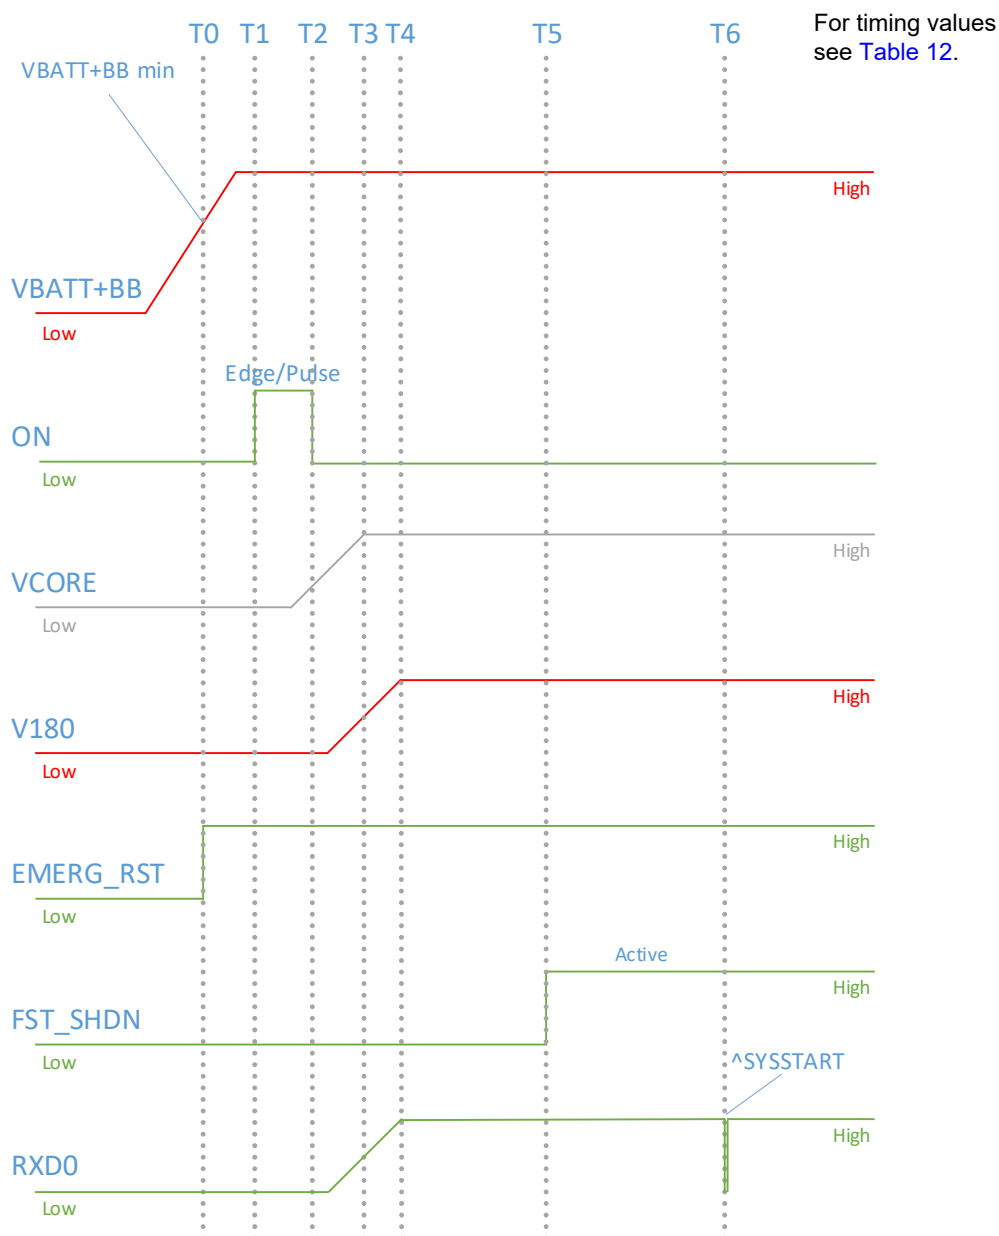 T0 T1 T2 T3 T4 T5 T6
For timing values
see Table 12.
VBATT+BB min
High
VBATT+BB
Low
Edge/Pulse
ON
Low
High
VCORE
Low
High
V180
Low
High
EMERG_RST
Low
Active
High
FST_SHDN
Low
^SYSSTART
High
RXD0
Low